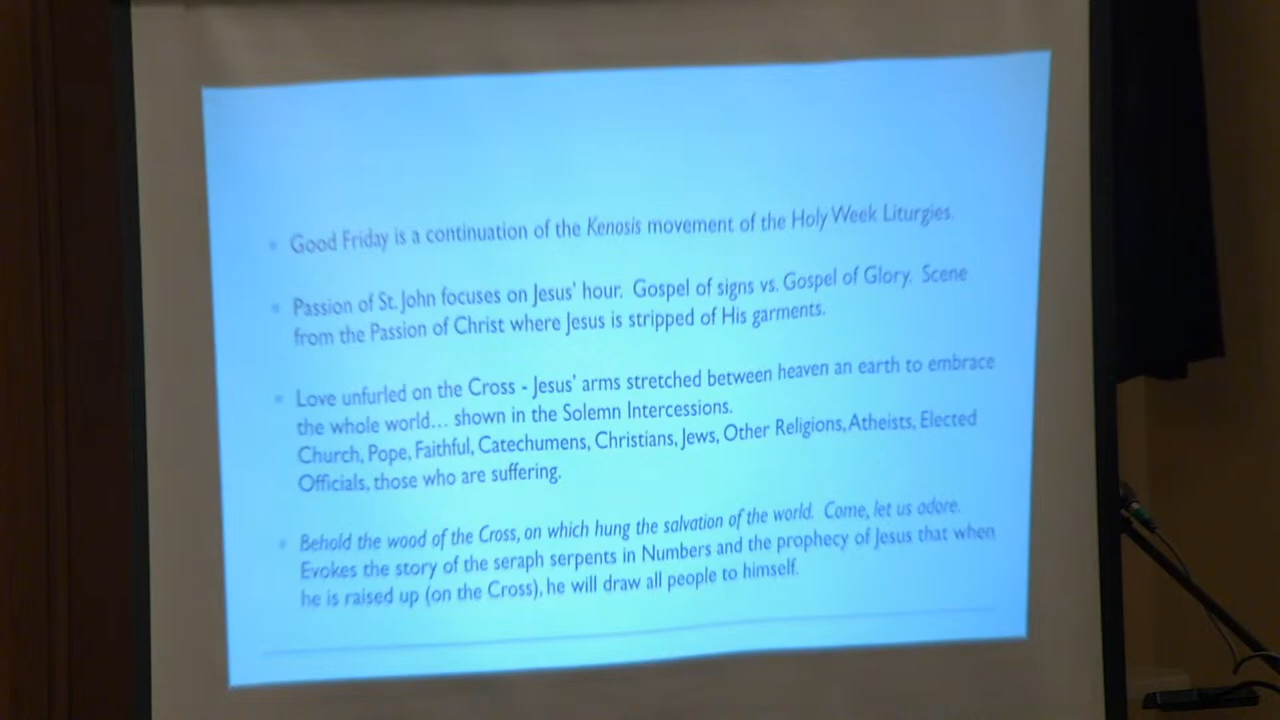 Good Friday is a continuation of the Kenosis movement of the Holy Week Liturgies.
Passion of St. John focuses on Jesus' hour. Gospel of signs vs. Gospel of Glory. Scene
from the Passion of Christ where Jesus is stripped of His garments.
Love unfurled on the Cross - Jesus' arms stretched between heaven an earth to embrace
the whole world... shown in the Solemn Intercessions.
Church, Pope, Faithful, Catechumens, Christians, Jews, Other Religions, Atheists, Elected
Officials, those who are suffering.
Behold the wood of the Cross, on which hung the salvation of the world. Come, let us adore.
Evokes the story of the seraph serpents in Numbers and the prophecy of Jesus that when
he is raised up (on the Cross), he will draw all people to himself.